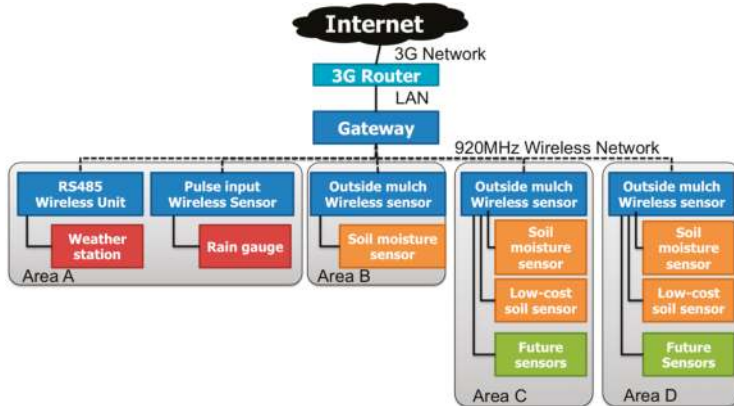 Internet
3G Network
3G Router
LAN
Gateway
920MHz Wireless Network
RS485
Wireless Unit
Weather
station
Pulse input
Wireless Sensor
Rain gauge
Area A
Outside mulch
Wireless sensor
Soil moisture
sensor
Area B
Outside mulch
Wireless sensor
Soil
moisture
sensor
Low-cost
soil sensor
Future
sensors
Area C
Outside mulch
Wireless sensor
Soil
moisture
sensor
Low-cost
soil sensor
Future
Sensors
Area D